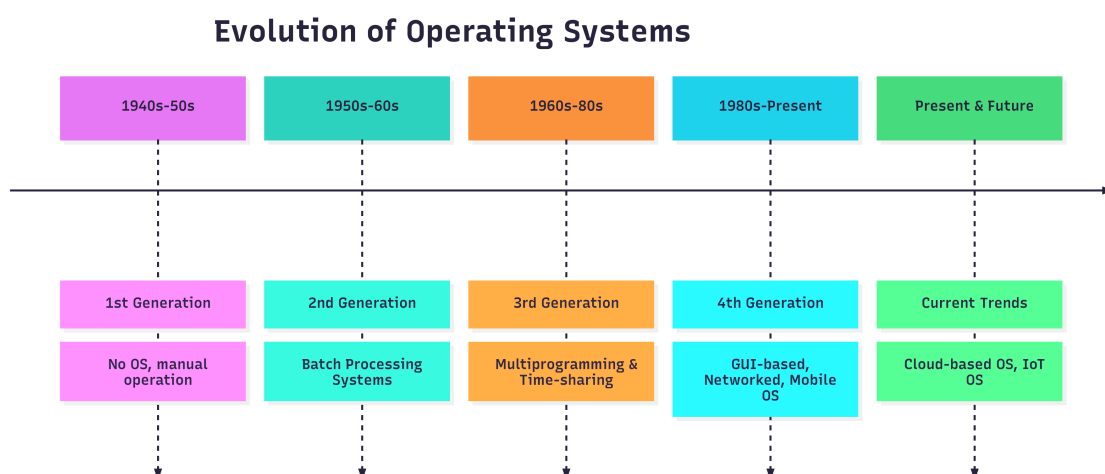 Evolution of Operating Systems
1940s-50s
1950s-60s
1960s-80s
1980s-Present
Present & Future
1st Generation
2nd Generation
3rd Generation
4th Generation
Current Trends
No OS, manual
operation
Batch Processing
Systems
Multiprogramming &
Time-sharing
GUI-based,
Networked, Mobile
OS
Cloud-based OS, IoT
OS